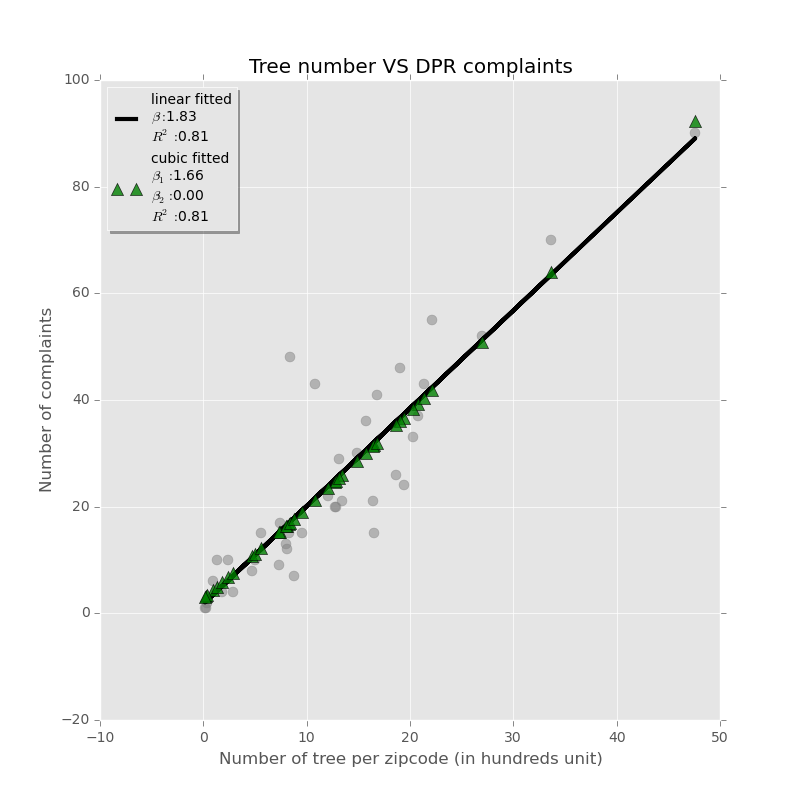 Tree number VS DPR complaints
linear fitted
β:1.83
R² :0.81
cubic fitted
β₁ :1.66
β₂ :0.00
R² :0.81
100
80
60
40
20
0
−20
Number of complaints
−10 0 10 20 30 40 50
Number of tree per zipcode (in hundreds unit)